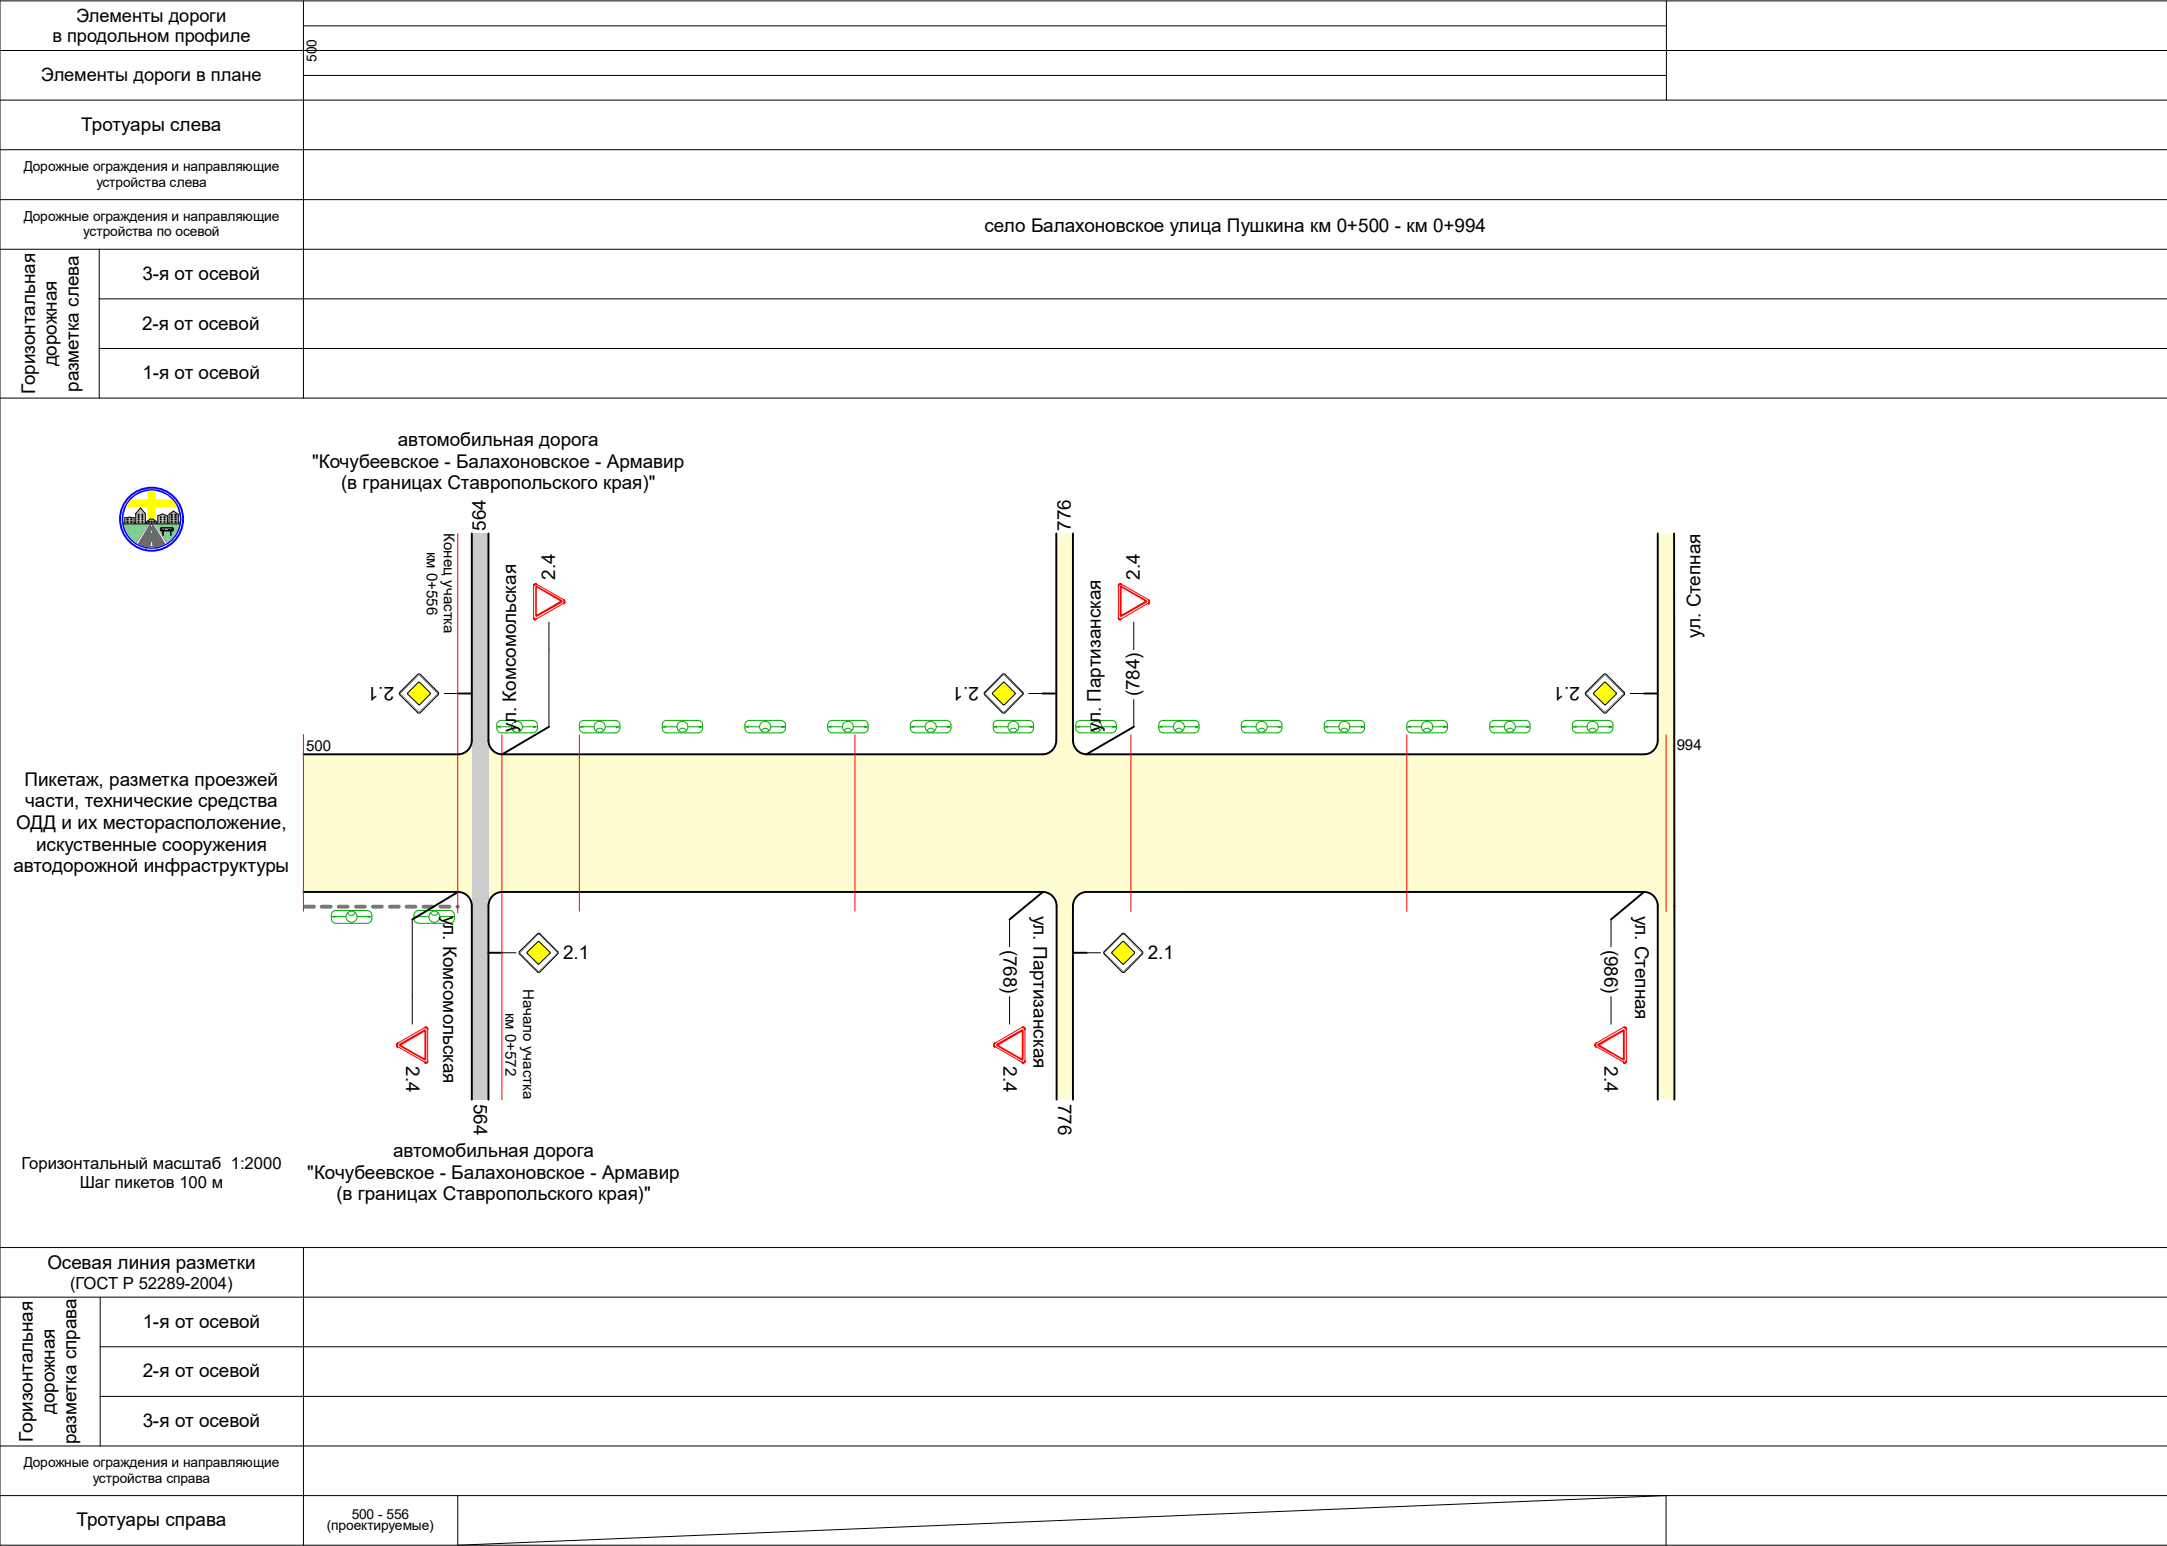 Элементы дороги
в продольном профиле
500
Элементы дороги в плане
Тротуары слева
Дорожные ограждения и направляющие
устройства слева
Дорожные ограждения и направляющие
устройства по осевой
село Балахоновское улица Пушкина км 0+500 - км 0+994
Горизонтальная
дорожная
разметка слева
3-я от осевой
2-я от осевой
1-я от осевой
автомобильная дорога
"Кочубеевское - Балахоновское - Армавир
(в границах Ставропольского края)"
564
776
Конец участка
км 0+556
ул. Комсомольская
2.4
ул. Партизанская
2.4
(784)
ул. Степная
2.1
2.1
2.1
500
994
Пикетаж, разметка проезжей
части, технические средства
ОДД и их месторасположение,
искуственные сооружения
автодорожной инфраструктуры
ул. Комсомольская
2.4
2.1
Начало участка
км 0+572
(768)
ул. Партизанская
2.4
2.1
(986)
ул. Степная
2.4
564
776
автомобильная дорога
"Кочубеевское - Балахоновское - Армавир
(в границах Ставропольского края)"
Горизонтальный масштаб 1:2000
Шаг пикетов 100 м
Осевая линия разметки
(ГОСТ Р 52289-2004)
Горизонтальная
дорожная
разметка справа
1-я от осевой
2-я от осевой
3-я от осевой
Дорожные ограждения и направляющие
устройства справа
Тротуары справа
500 - 556
(проектируемые)